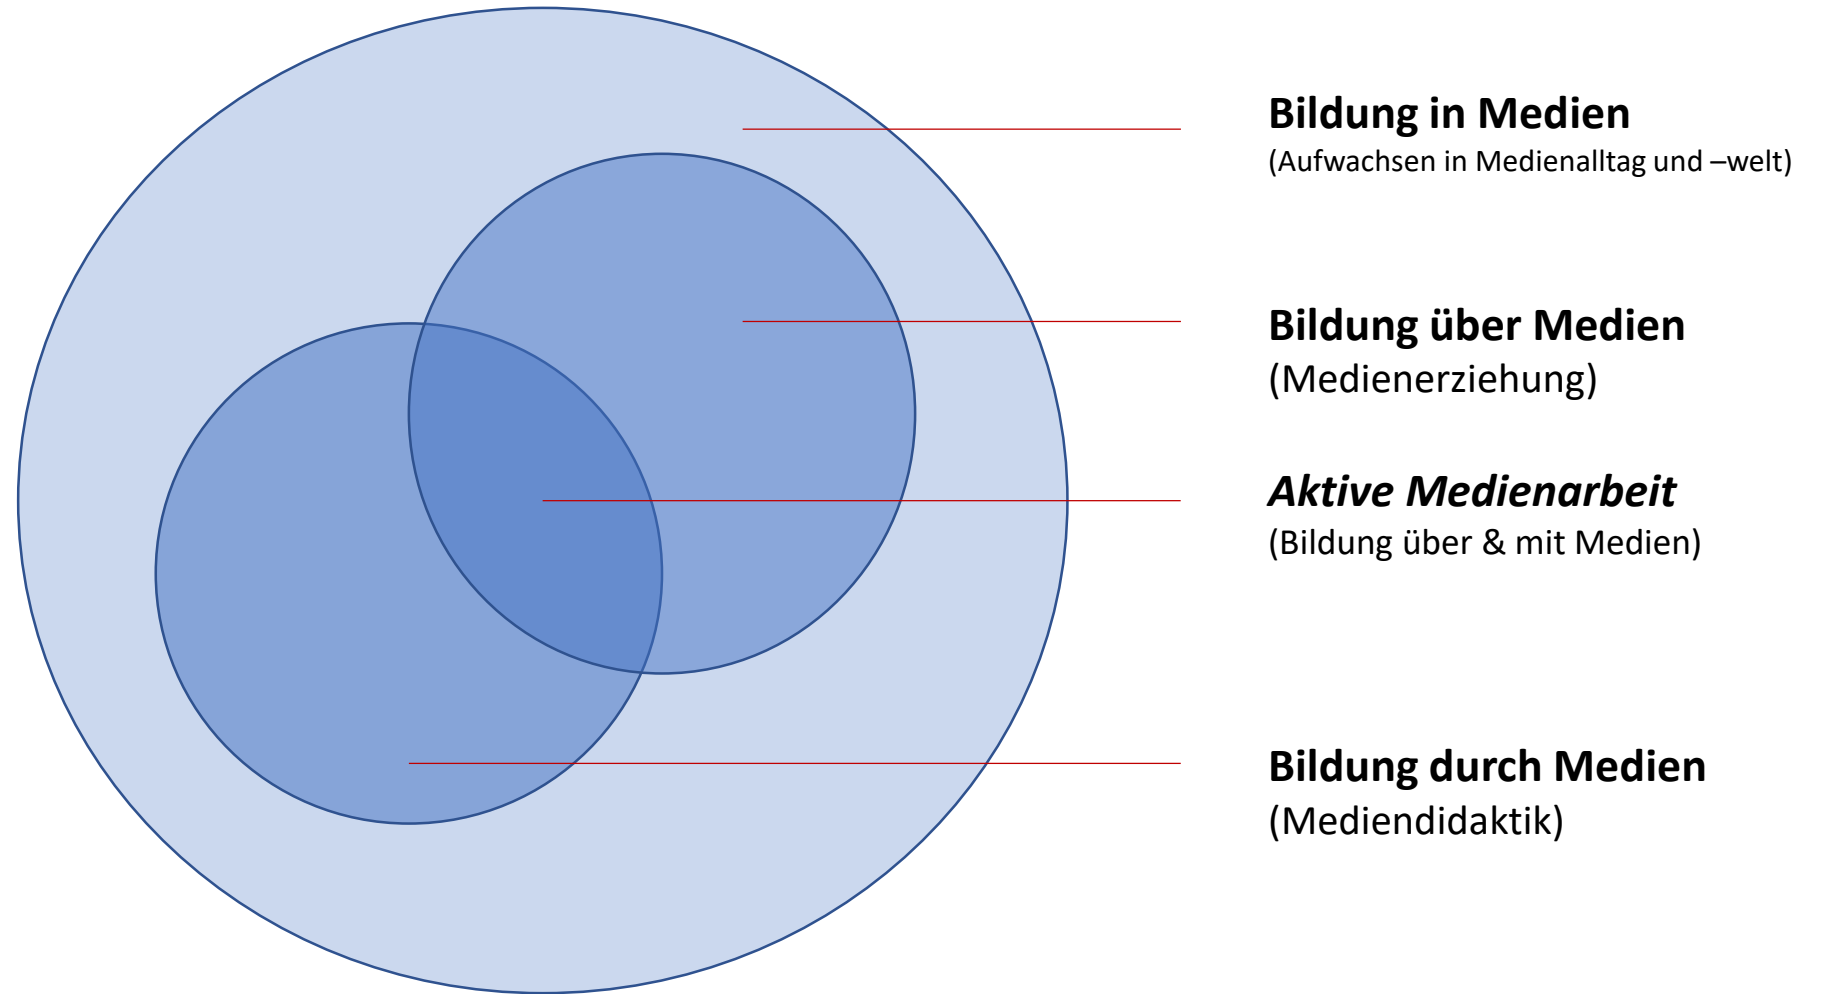 Bildung in Medien
(Aufwachsen in Medienalltag und –welt)
Bildung über Medien
(Medienerziehung)
Aktive Medienarbeit
(Bildung über & mit Medien)
Bildung durch Medien
(Mediendidaktik)